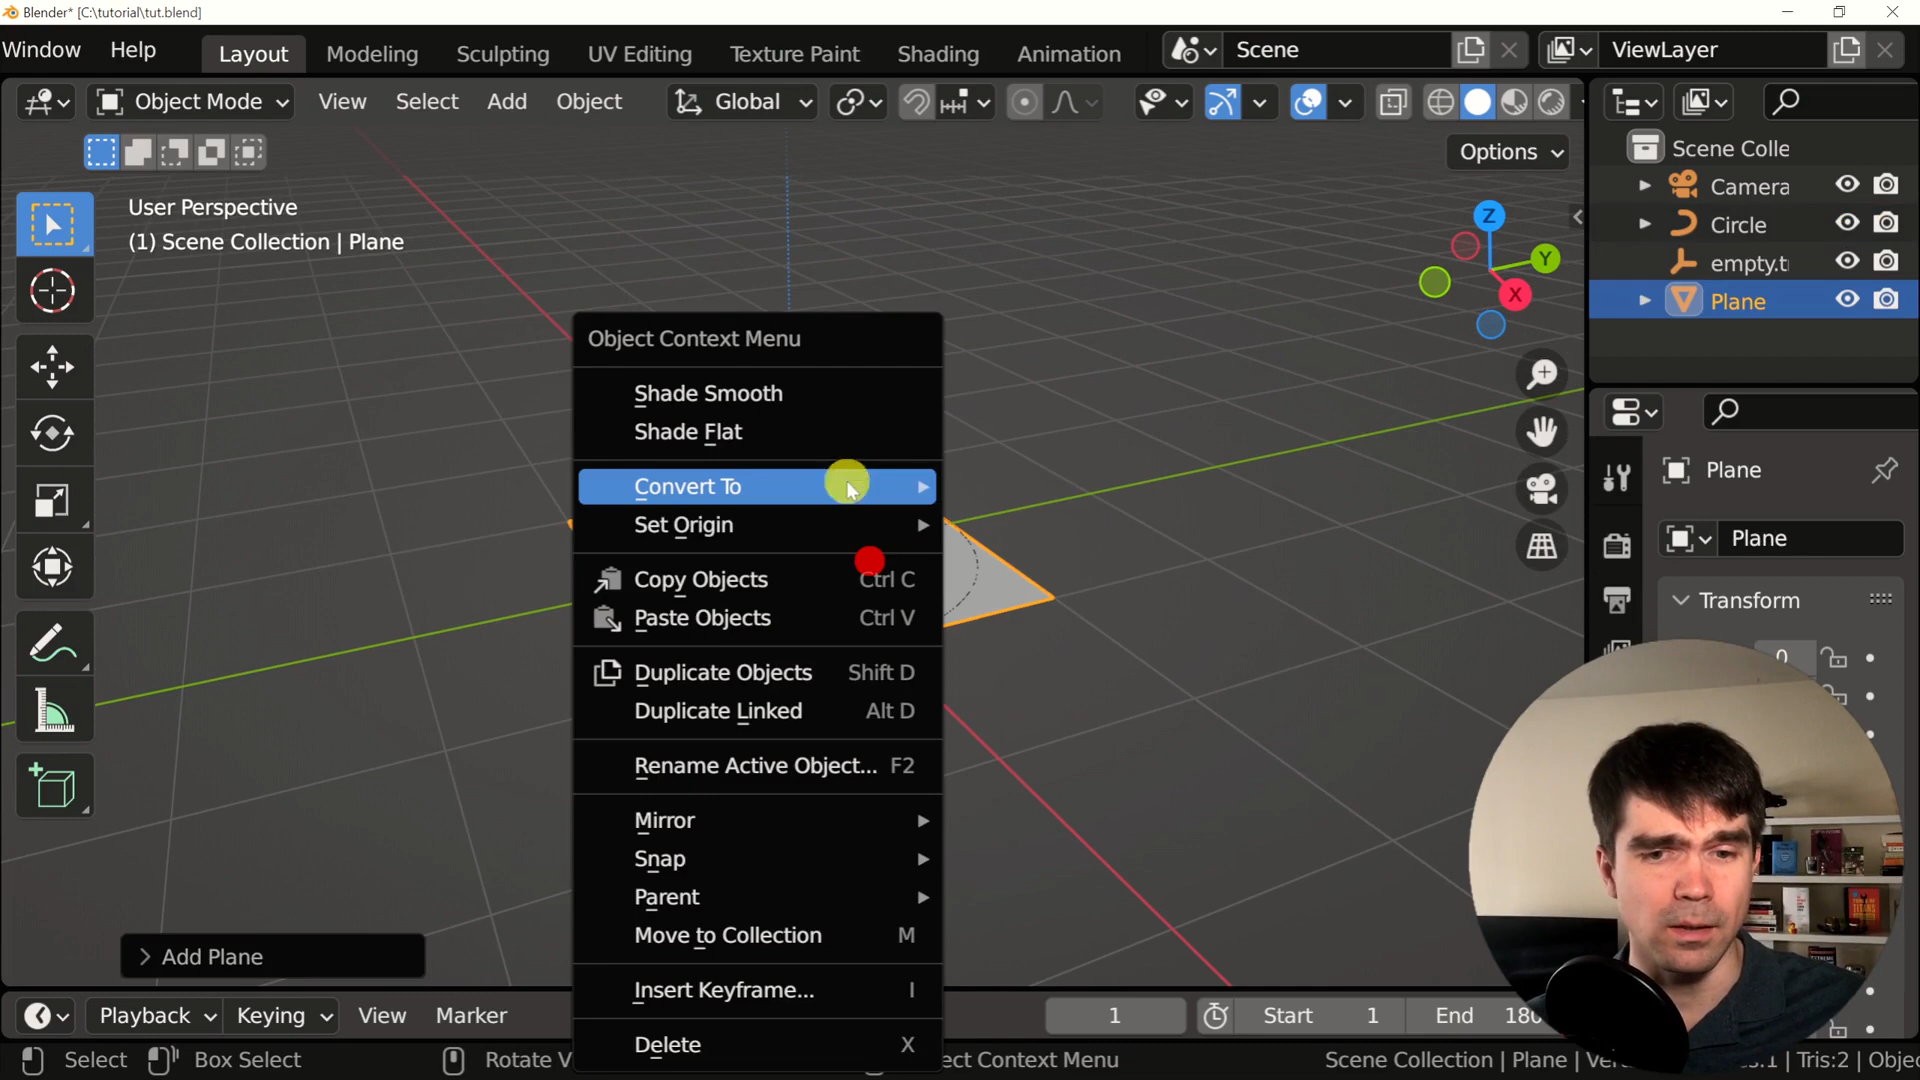 Blender* [C:\tutorial\tut.blend]
Window Help Layout Modeling Sculpting UV Editing Texture Paint Shading Animation Scene ViewLayer
Object Mode View Select Add Object Global
Options
User Perspective
(1) Scene Collection | Plane
Z
Y
X
Scene Colle
Camera
Circle
empty.t
Plane
Object Context Menu
Shade Smooth
Shade Flat
Convert To
Set Origin
Copy Objects Ctrl C
Paste Objects Ctrl V
Duplicate Objects Shift D
Duplicate Linked Alt D
Rename Active Object... F2
Mirror
Snap
Parent
Move to Collection M
Insert Keyframe... I
Delete X
Plane
Plane
Transform
0
Add Plane
Playback Keying View Marker 1 Start 1 End 180
Select Box Select Rotate V ect Context Menu Scene Collection | Plane | Ver s:1 | Tris:2 | Objec